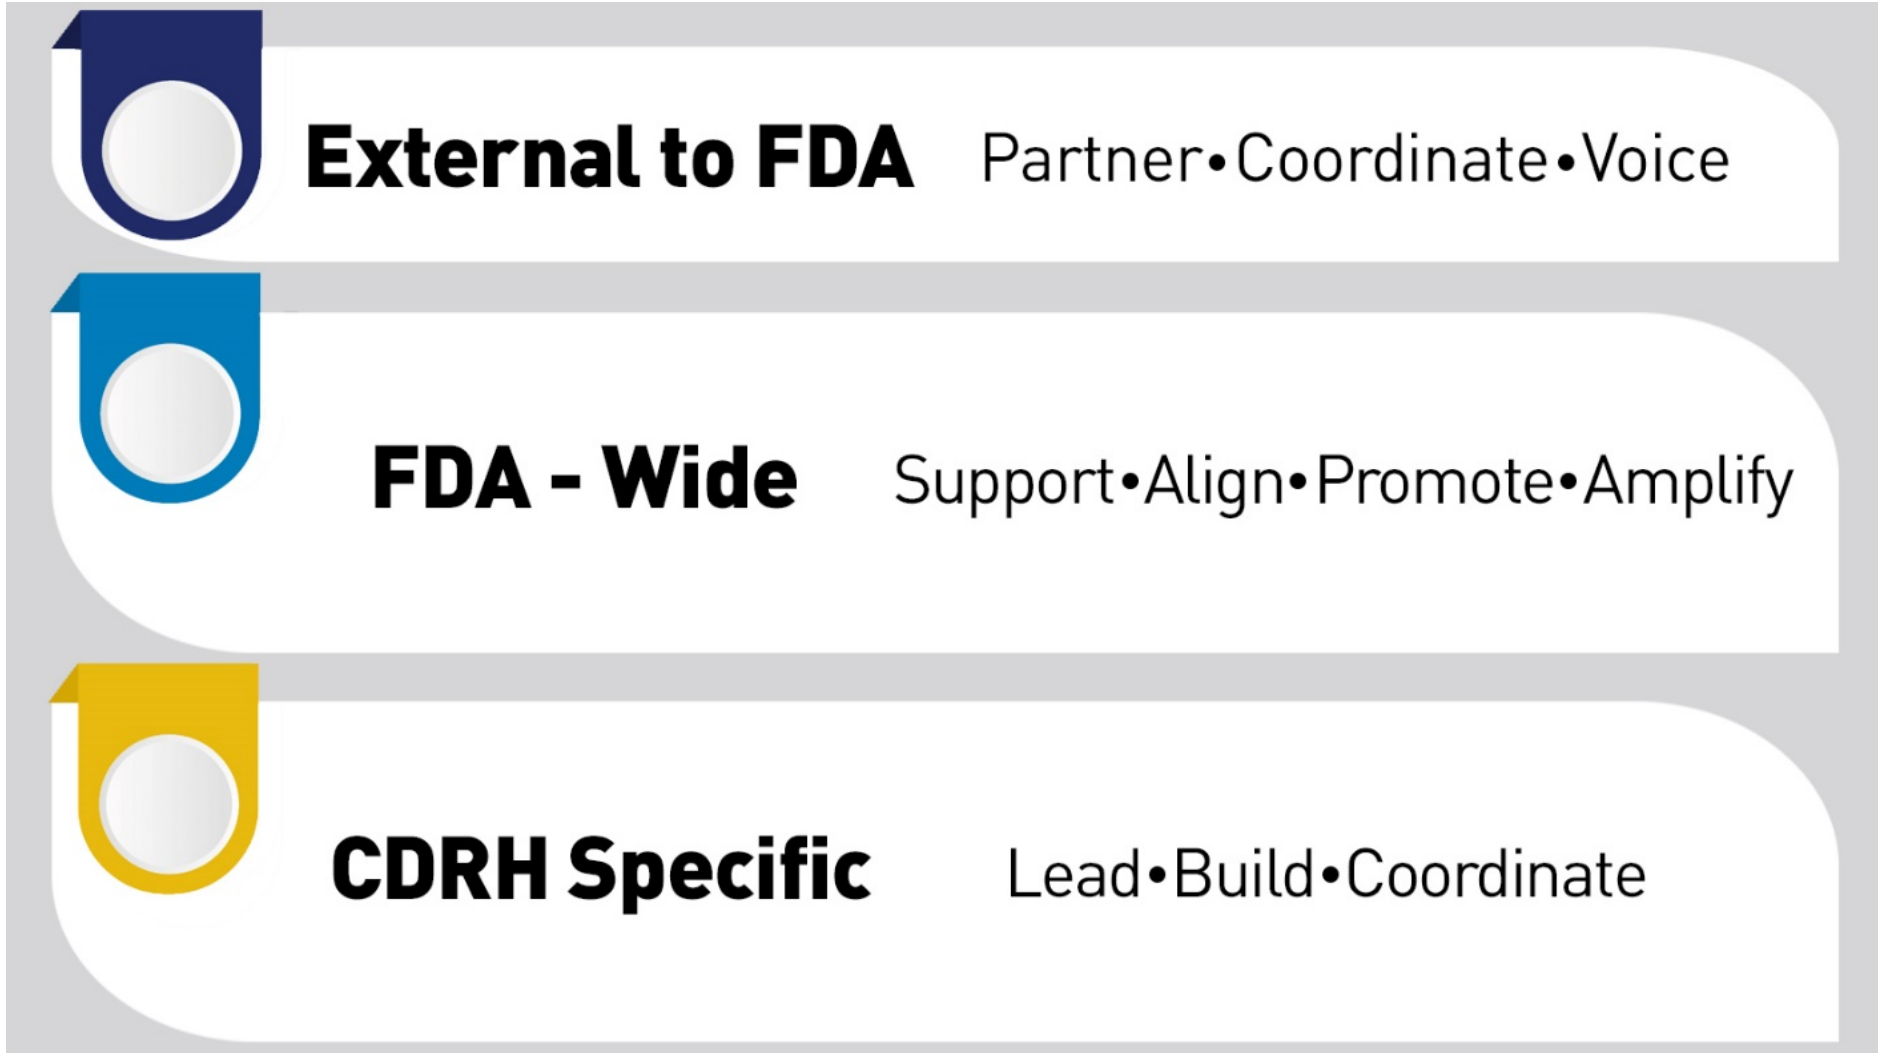 External to FDA Partner•Coordinate•Voice
FDA - Wide Support•Align•Promote•Amplify
CDRH Specific Lead•Build•Coordinate